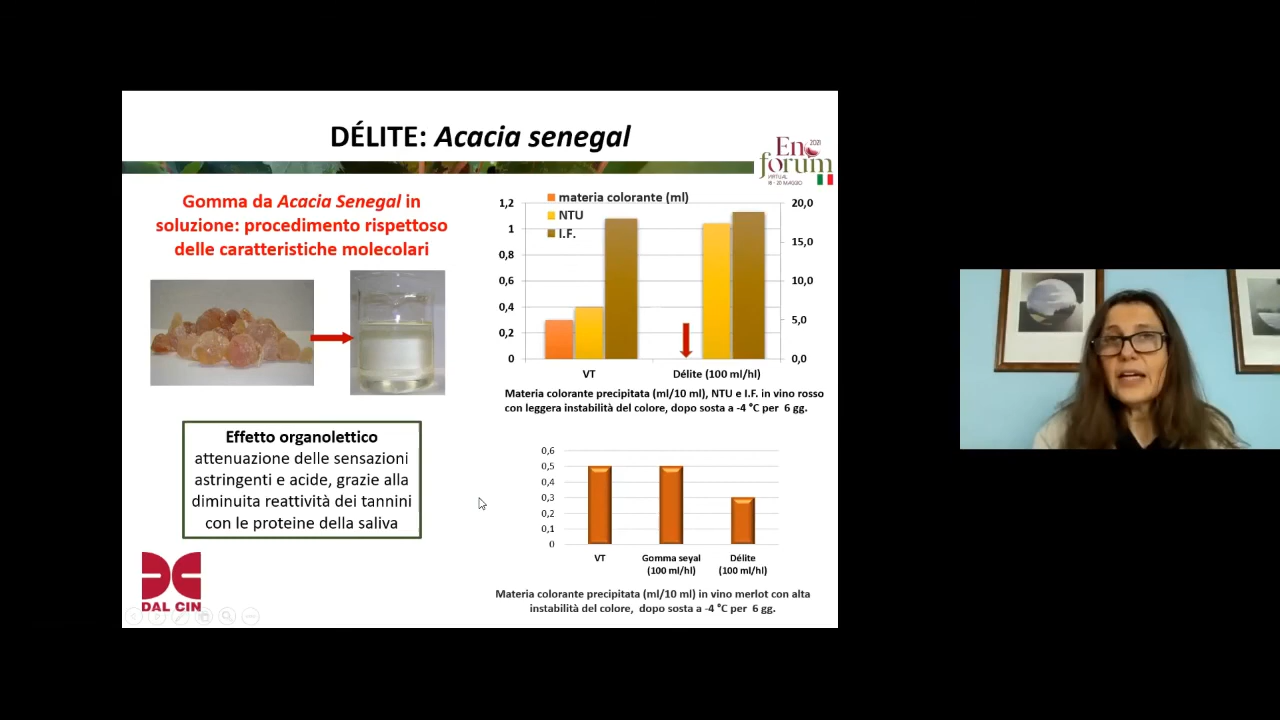 DÉLITE: Acacia senegal
En
2021
forum
VIRTUAL
18 - 20 MAGGIO
Gomma da Acacia Senegal in
soluzione: procedimento rispettoso
delle caratteristiche molecolari
Effetto organolettico
attenuazione delle sensazioni
astringenti e acide, grazie alla
diminuita reattività dei tannini
con le proteine della saliva
DAL CIN
materia colorante (ml)
NTU
I.F.
1,2
1
0,8
0,6
0,4
0,2
0
20,0
15,0
10,0
5,0
0,0
VT
Délite (100 ml/hl)
Materia colorante precipitata (ml/10 ml), NTU e I.F. in vino rosso
con leggera instabilità del colore, dopo sosta a -4 °C per 6 gg.
0,6
0,5
0,4
0,3
0,2
0,1
0
VT
Gomma seyal
(100 ml/hl)
Délite
(100 ml/hl)
Materia colorante precipitata (ml/10 ml) in vino merlot con alta
instabilità del colore, dopo sosta a -4 °C per 6 gg.